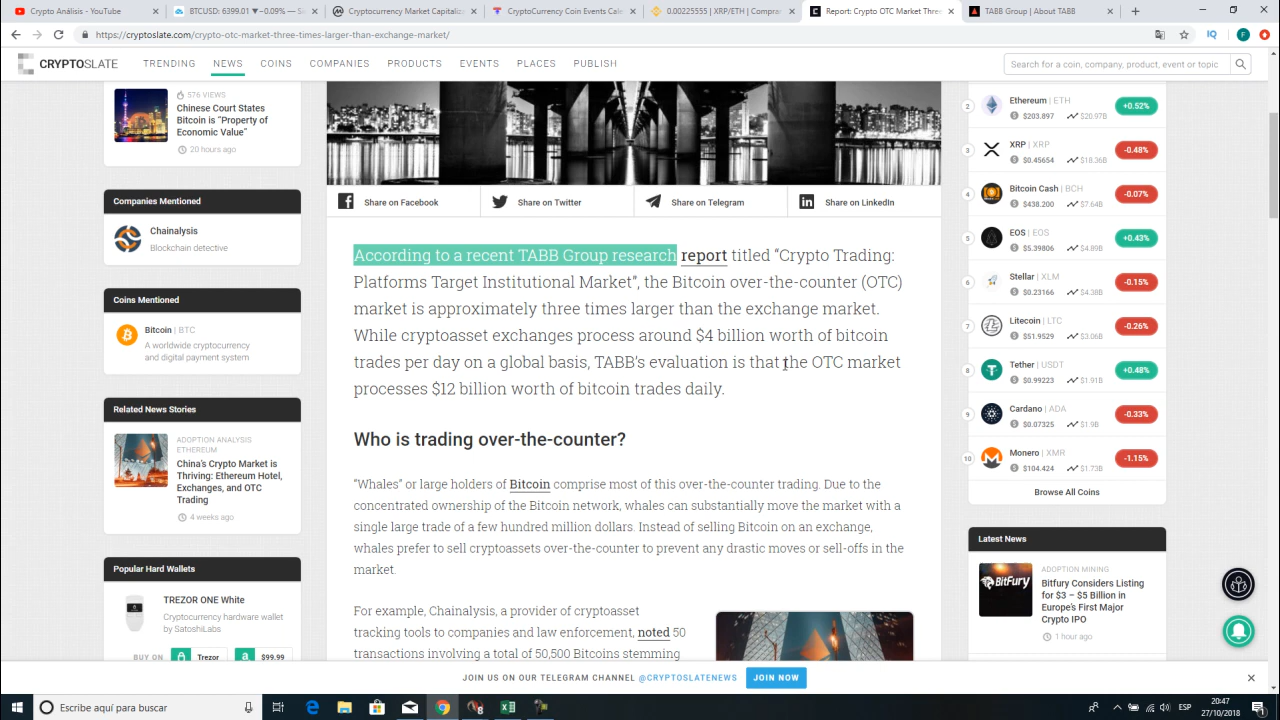 Crypto Análisis - YouTube
BTCUSD: 6399.01 ▼−0.09% — S
Cryptocurrency Market Capitaliz
CryptoCurrency Coin Events Cale
0.00225555 | XRP/ETH | Compra
Report: Crypto OTC Market Thre
TABB Group | About TABB
https://cryptoslate.com/crypto-otc-market-three-times-larger-than-exchange-market/
IQ
F
CRYPTOSLATE
TRENDING
NEWS
COINS
COMPANIES
PRODUCTS
EVENTS
PLACES
PUBLISH
Search for a coin, company, product, event or topic
576 VIEWS
Chinese Court States
Bitcoin is “Property of
Economic Value”
20 hours ago
Companies Mentioned
Chainalysis
Blockchain detective
Coins Mentioned
Bitcoin | BTC
A worldwide cryptocurrency
and digital payment system
Related News Stories
ADOPTION ANALYSIS
ETHEREUM
China's Crypto Market is
Thriving: Ethereum Hotel,
Exchanges, and OTC
Trading
4 weeks ago
Popular Hard Wallets
TREZOR ONE White
Cryptocurrency hardware wallet
by SatoshiLabs
BUY ON
Trezor
$99.99
Share on Facebook
Share on Twitter
Share on Telegram
Share on LinkedIn
According to a recent TABB Group research report titled “Crypto Trading:
Platforms Target Institutional Market”, the Bitcoin over-the-counter (OTC)
market is approximately three times larger than the exchange market.
While cryptoasset exchanges process around $4 billion worth of bitcoin
trades per day on a global basis, TABB’s evaluation is that the OTC market
processes $12 billion worth of bitcoin trades daily.
Who is trading over-the-counter?
“Whales” or large holders of Bitcoin comprise most of this over-the-counter trading. Due to the
concentrated ownership of the Bitcoin network, whales can substantially move the market with a
single large trade of a few hundred million dollars. Instead of selling Bitcoin on an exchange,
whales prefer to sell cryptoassets over-the-counter to prevent any drastic moves or sell-offs in the
market.
For example, Chainalysis, a provider of cryptoasset
tracking tools to companies and law enforcement, noted 50
transactions involving a total of 50,500 Bitcoins stemming
2
Ethereum | ETH
$203.897
$20.97B
+0.52%
3
XRP | XRP
$0.45654
$18.36B
-0.48%
4
Bitcoin Cash | BCH
$438.200
$7.64B
-0.07%
5
EOS | EOS
$5.39806
$4.89B
+0.43%
6
Stellar | XLM
$0.23166
$4.38B
-0.15%
7
Litecoin | LTC
$51.9529
$3.06B
-0.26%
8
Tether | USDT
$0.99223
$1.91B
+0.48%
9
Cardano | ADA
$0.07325
$1.9B
-0.33%
10
Monero | XMR
$104.424
$1.73B
-1.15%
Browse All Coins
Latest News
BitFury
ADOPTION MINING
Bitfury Considers Listing
for $3 – $5 Billion in
Europe's First Major
Crypto IPO
1 hour ago
JOIN US ON OUR TELEGRAM CHANNEL @CRYPTOSLATENEWS
JOIN NOW
Escribe aquí para buscar
ESP
20:47
27/10/2018